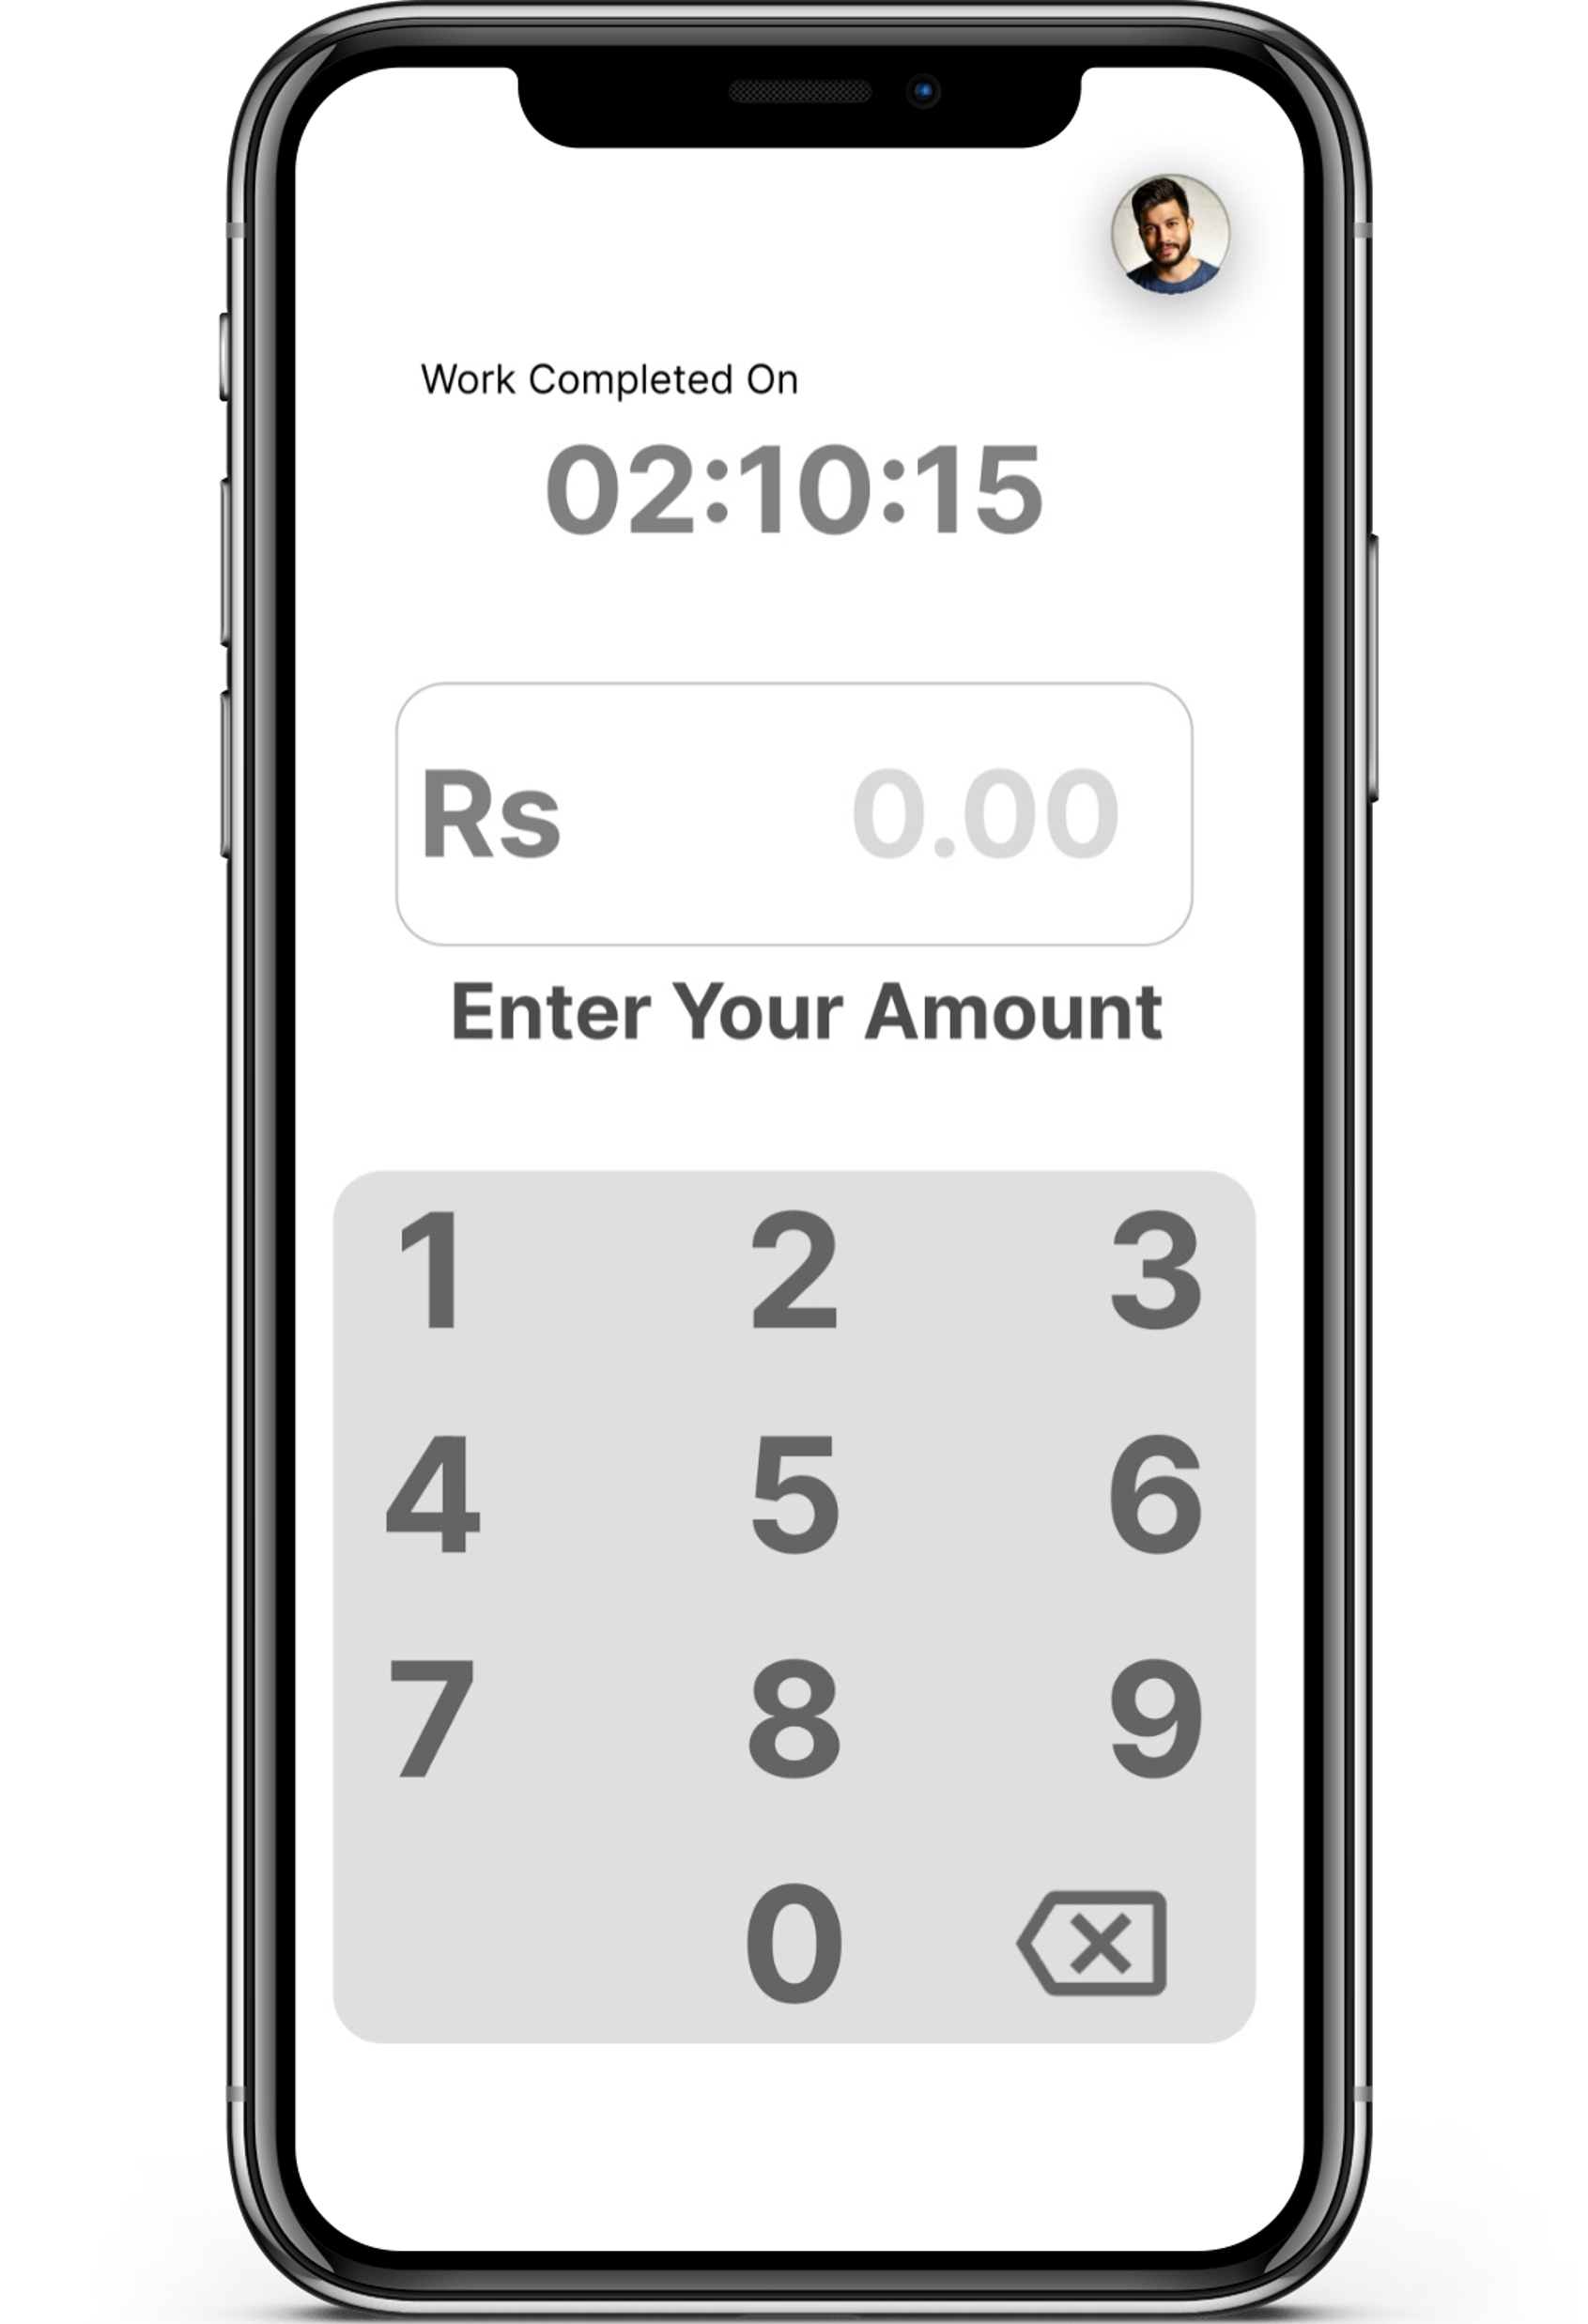 Work Completed On
02:10:15
Rs 0.00
Enter Your Amount
1 2 3
4 5 6
7 8 9
0